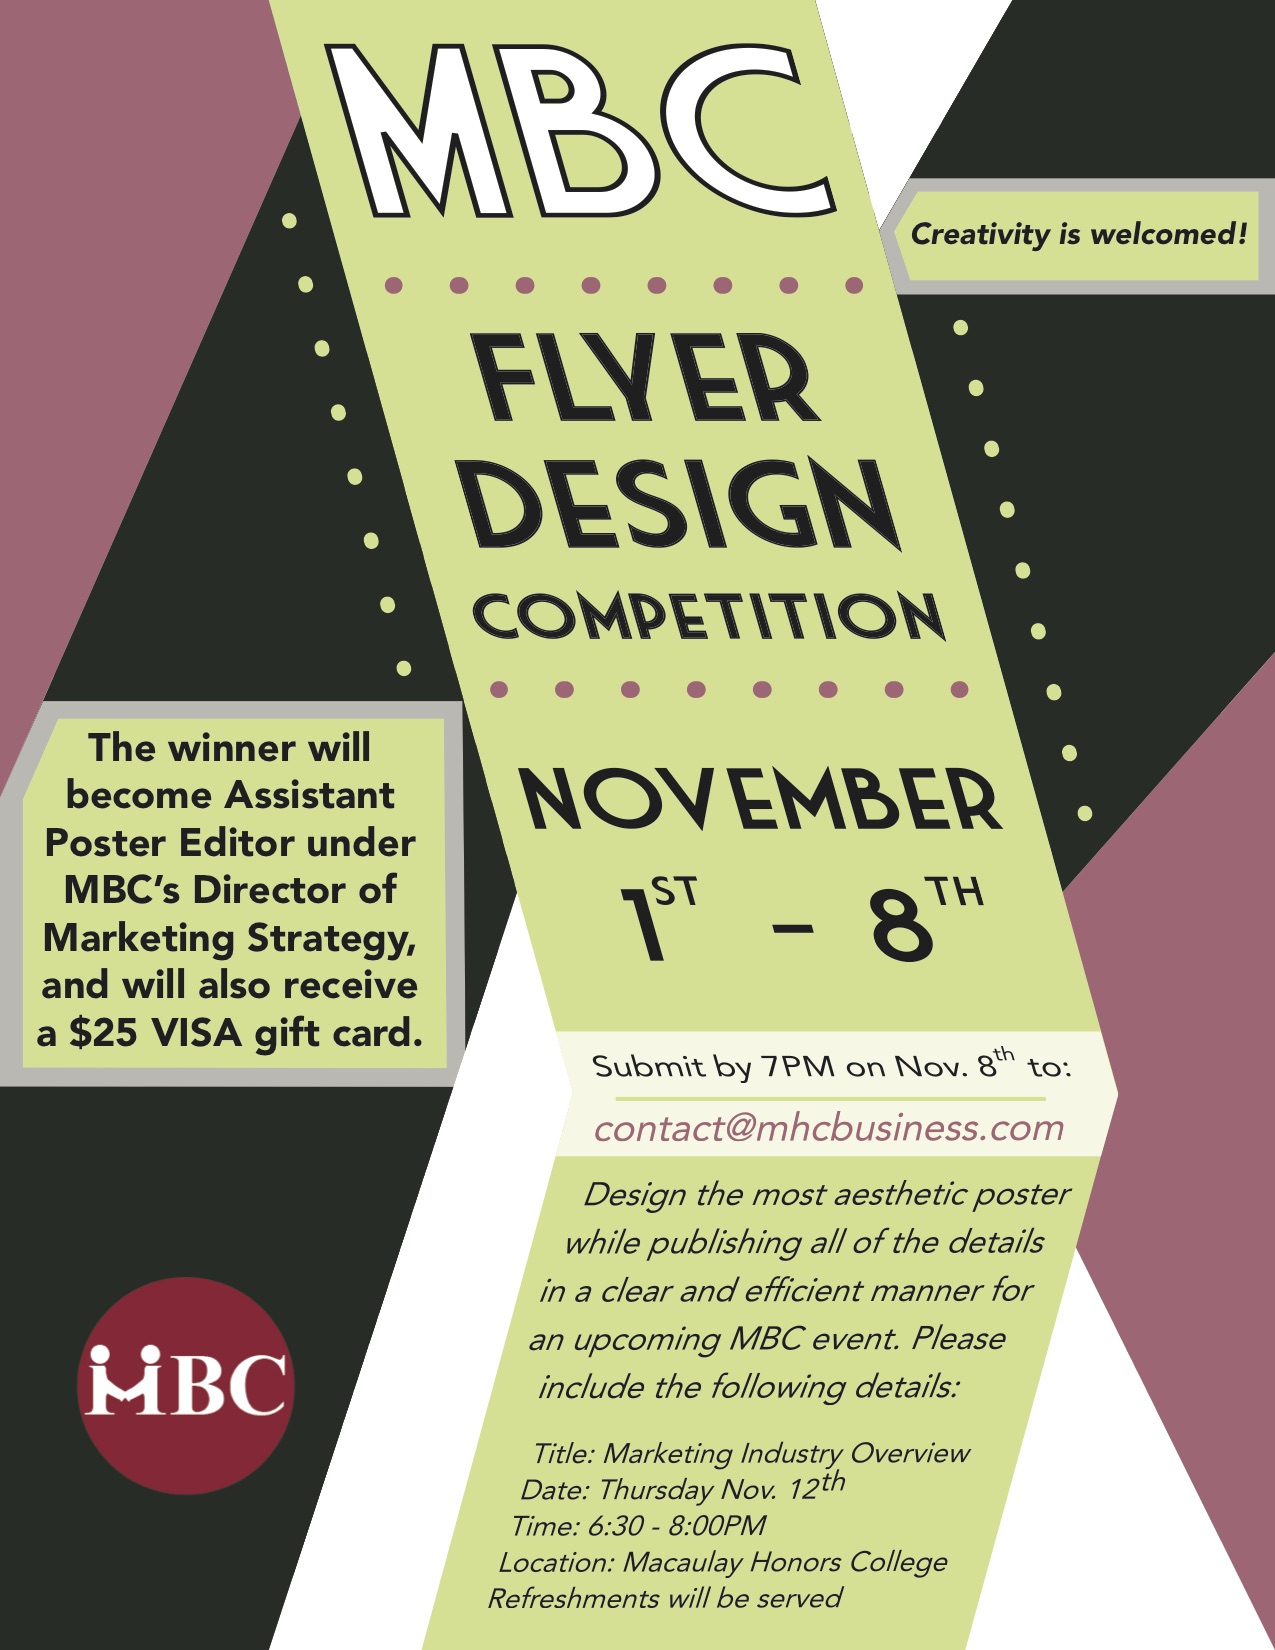 MBC
Creativity is welcomed!
FLYER
DESIGN
COMPETITION
The winner will
become Assistant
Poster Editor under
MBC’s Director of
Marketing Strategy,
and will also receive
a $25 VISA gift card.
NOVEMBER
1ST – 8TH
Submit by 7PM on Nov. 8th to:
contact@mhcbusiness.com
Design the most aesthetic poster
while publishing all of the details
in a clear and efficient manner for
an upcoming MBC event. Please
include the following details:
Title: Marketing Industry Overview
Date: Thursday Nov. 12th
Time: 6:30 - 8:00PM
Location: Macaulay Honors College
Refreshments will be served
MBC